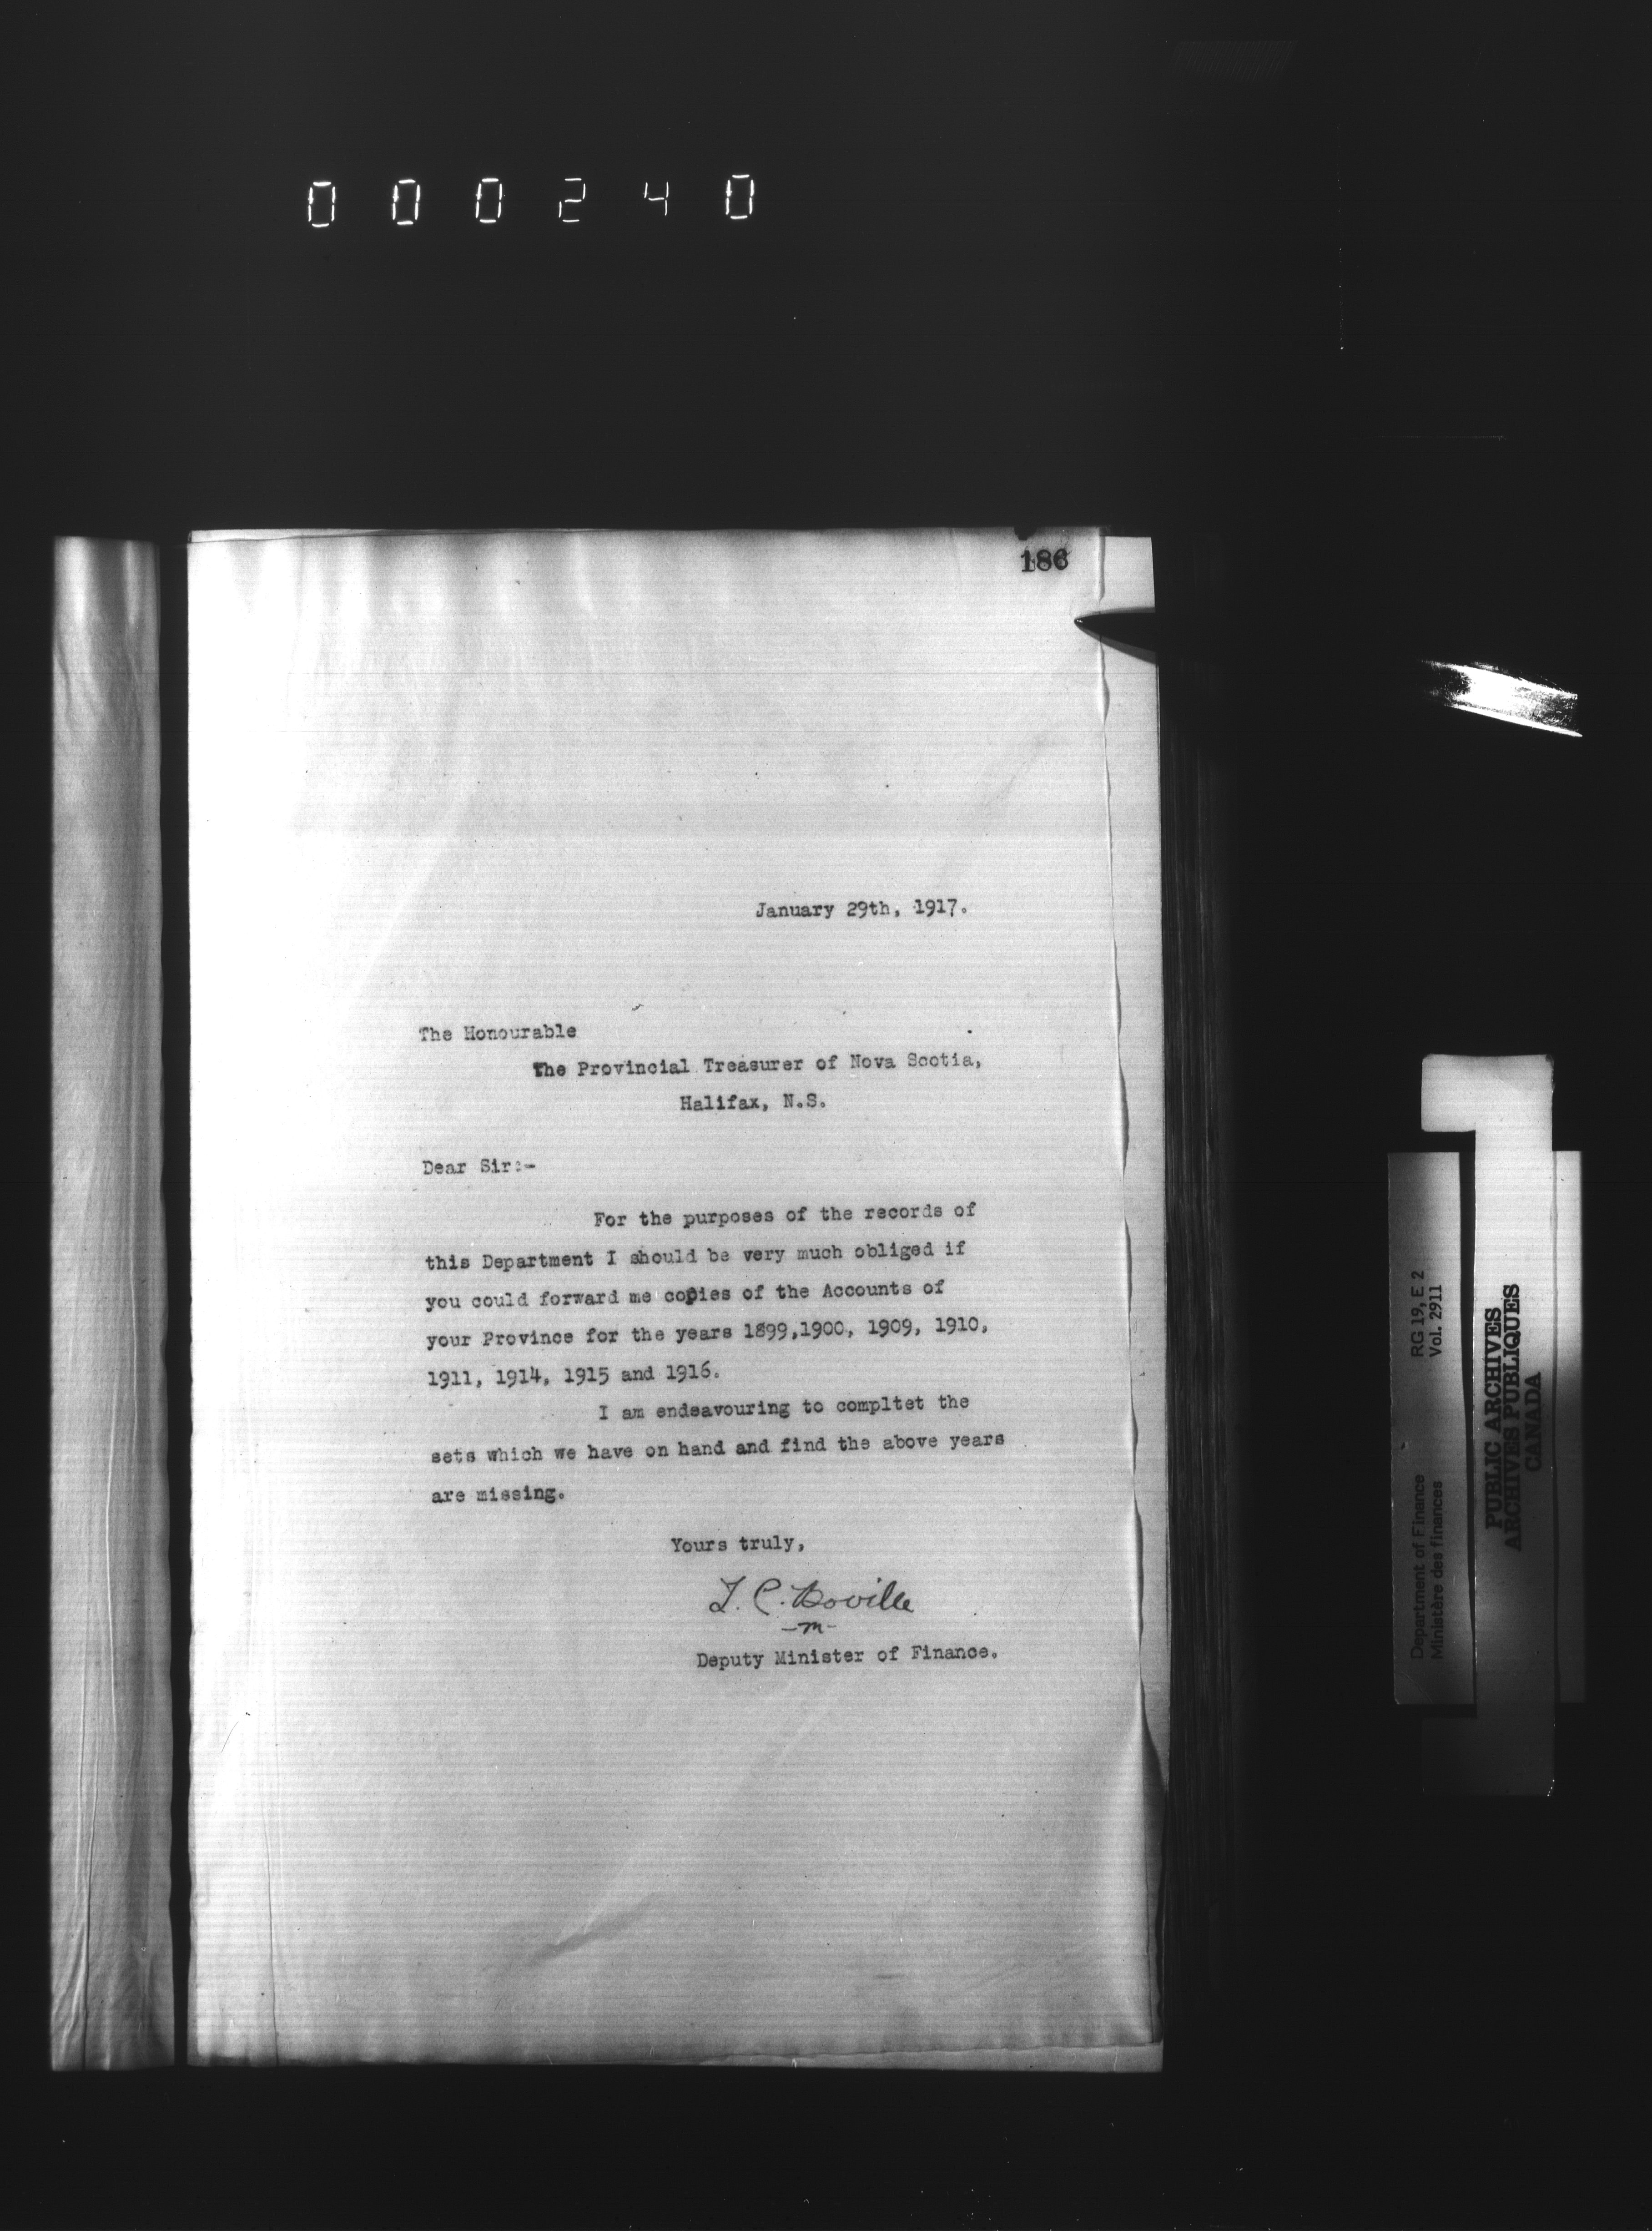 000240
186
January 29th, 1917.
The Honourable
The Provincial Treasurer of Nova Scotia,
Halifax, N.S.
Dear Sir:-
For the purposes of the records of
this Department I should be very much obliged if
you could forward me copies of the Accounts of
your Province for the years 1899,1900, 1909, 1910,
1911, 1914, 1915 and 1916.
I am endeavouring to compltet the
sets which we have on hand and find the above years
are missing.
Yours truly,
T. C. Boville
-m-
Deputy Minister of Finance.
Department of Finance RG 19, E 2
Ministère des finances Vol. 2911
PUBLIC ARCHIVES
ARCHIVES PUBLIQUES
CANADA